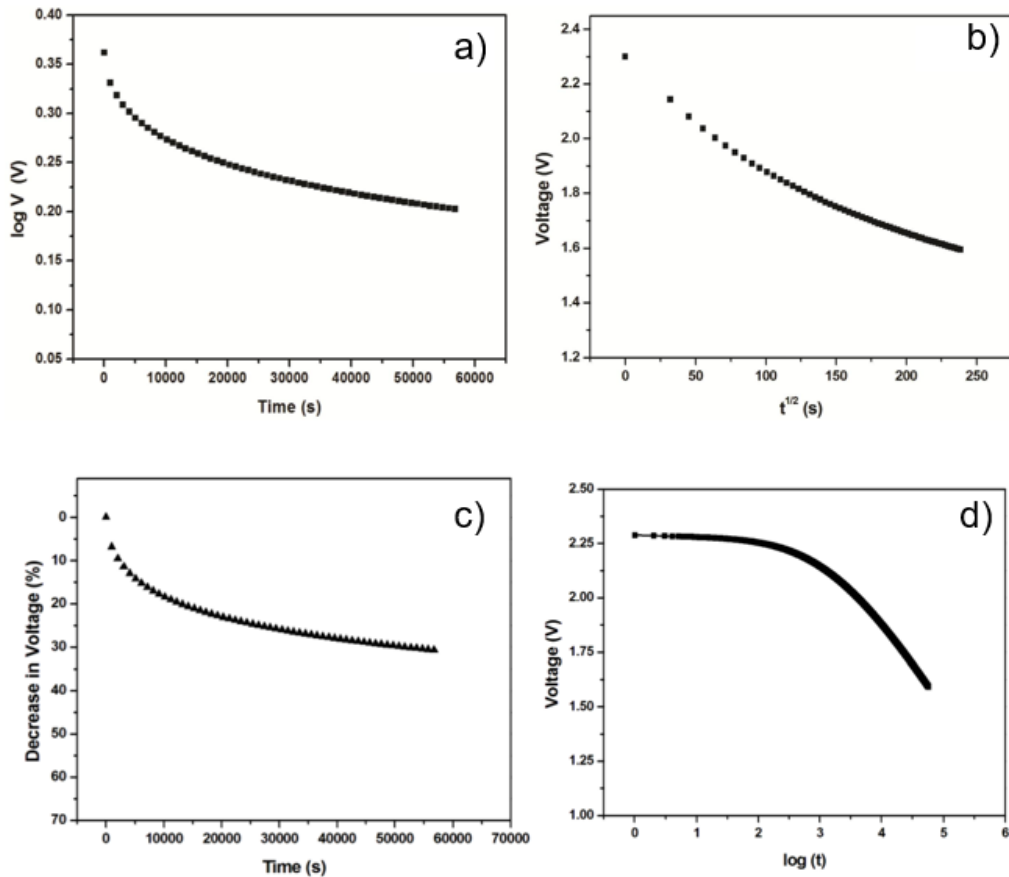 a)
0.40
0.35
0.30
0.25
0.20
0.15
0.10
0.05
log V (V)
0 10000 20000 30000 40000 50000 60000
Time (s)
b)
2.4
2.2
2.0
1.8
1.6
1.4
1.2
Voltage (V)
0 50 100 150 200 250
t1/2 (s)
c)
0
10
20
30
40
50
60
70
Decrease in Voltage (%)
0 10000 20000 30000 40000 50000 60000 70000
Time (s)
d)
2.50
2.25
2.00
1.75
1.50
1.25
1.00
Voltage (V)
0 1 2 3 4 5 6
log (t)